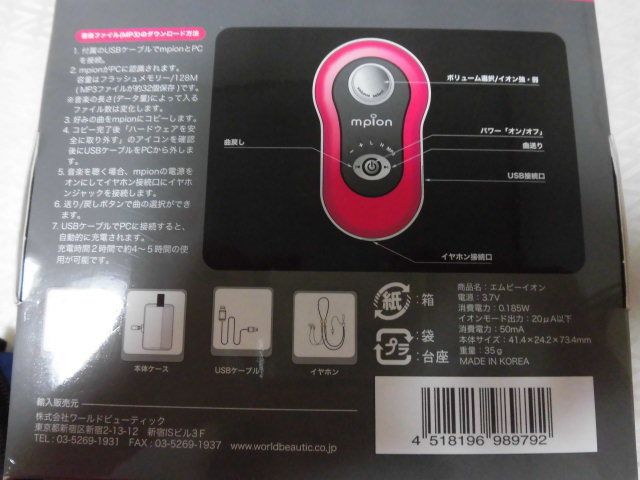 音楽ファイル(MP3)のダウンロード方法
1. 付属のUSBケーブルでmpionとPC
を接続。
2. mpionがPCに認識されます。
容量はフラッシュメモリー/128M
(MP3ファイルが約32個保存)です。
※音楽の長さ(データ量)によって入る
ファイル数は変化します。
3. 好みの曲をmpionにコピーします。
4. コピー完了後「ハードウェアを安
全に取り外す」のアイコンを確認
後にUSBケーブルをPCから外しま
す。
5. 音楽を聴く場合、mpionの電源を
オンにしてイヤホン接続口にイヤホ
ンジャックを接続します。
6. 送り/戻しボタンで曲の選択ができ
ます。
7. USBケーブルでPCに接続すると、
自動的に充電されます。
充電時間2時間で約4～5時間の使
用が可能です。
ボリューム選択/イオン強・弱
mpion
- + L H MP3
パワー「オン/オフ」
曲戻し
曲送り
USB接続口
イヤホン接続口
本体ケース
USBケーブル
イヤホン
紙 : 箱
プラ : 袋
: 台座
商品名：エムピーイオン
電源：3.7V
消費電力：0.185W
イオンモード出力：20μA以下
消費電力：50mA
本体サイズ：41.4×24.2×73.4mm
重量：35g
MADE IN KOREA
輸入販売元
株式会社ワールドビューティック
東京都新宿区新宿2-13-12 新宿ISビル3F
TEL : 03-5269-1931 FAX : 03-5269-1937
www.worldbeautic.co.jp
4 518196 989792